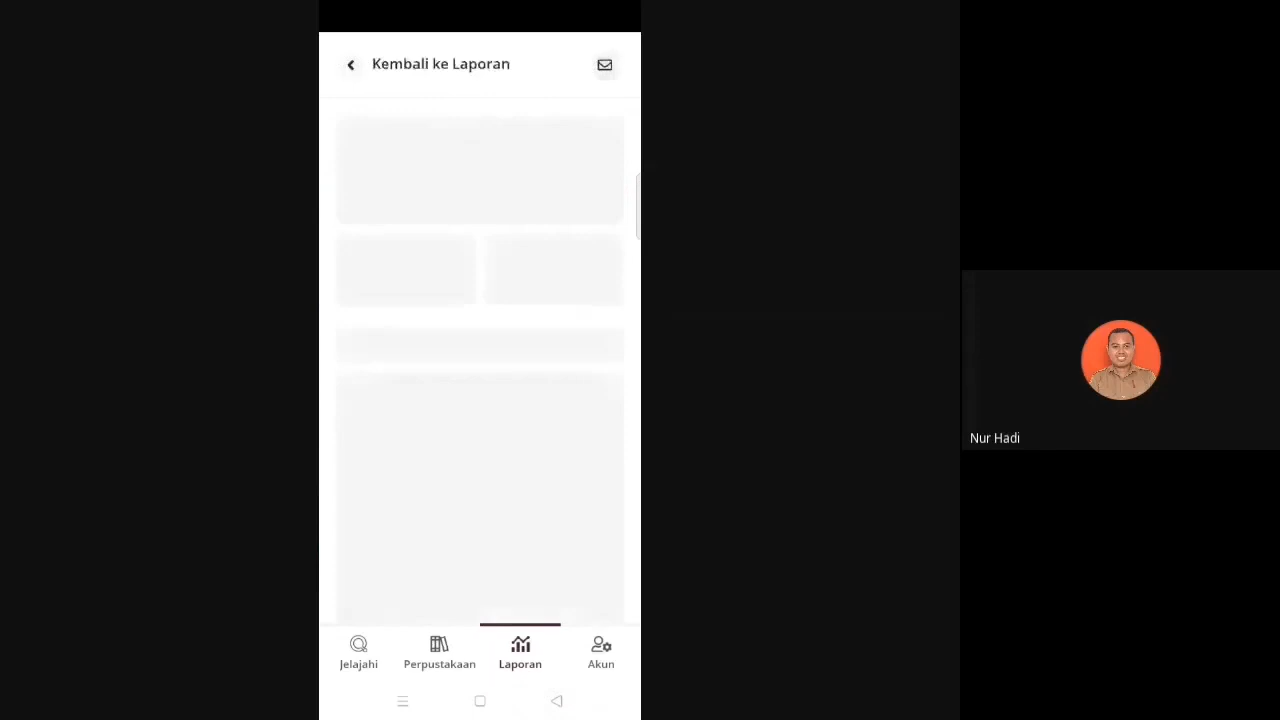 Kembali ke Laporan
Nur Hadi
Jelajahi
Perpustakaan
Laporan
Akun